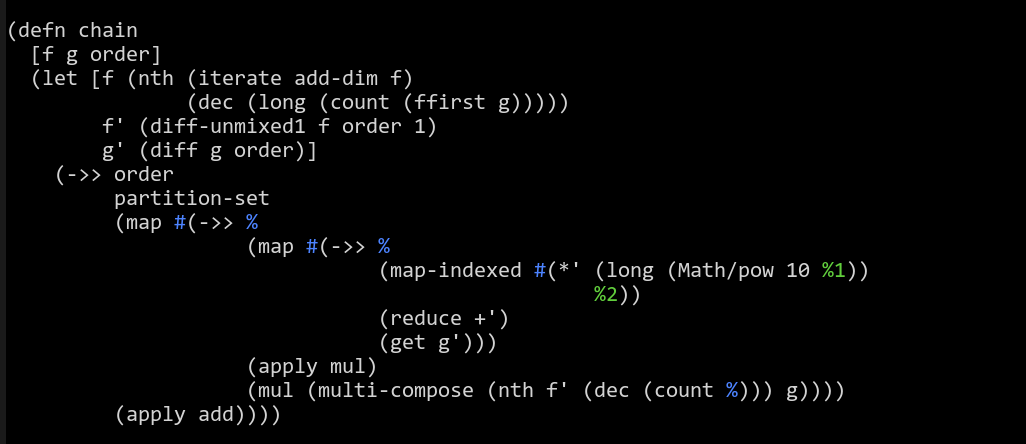 (defn chain
  [f g order]
  (let [f (nth (iterate add-dim f)
               (dec (long (count (ffirst g)))))
        f' (diff-unmixed1 f order 1)
        g' (diff g order)]
    (->> order
         partition-set
         (map #(->> %
                    (map #(->> %
                               (map-indexed #(*' (long (Math/pow 10 %1))
                                                 %2))
                               (reduce +')
                               (get g')))
                    (apply mul)
                    (mul (multi-compose (nth f' (dec (count %))) g))))
         (apply add))))